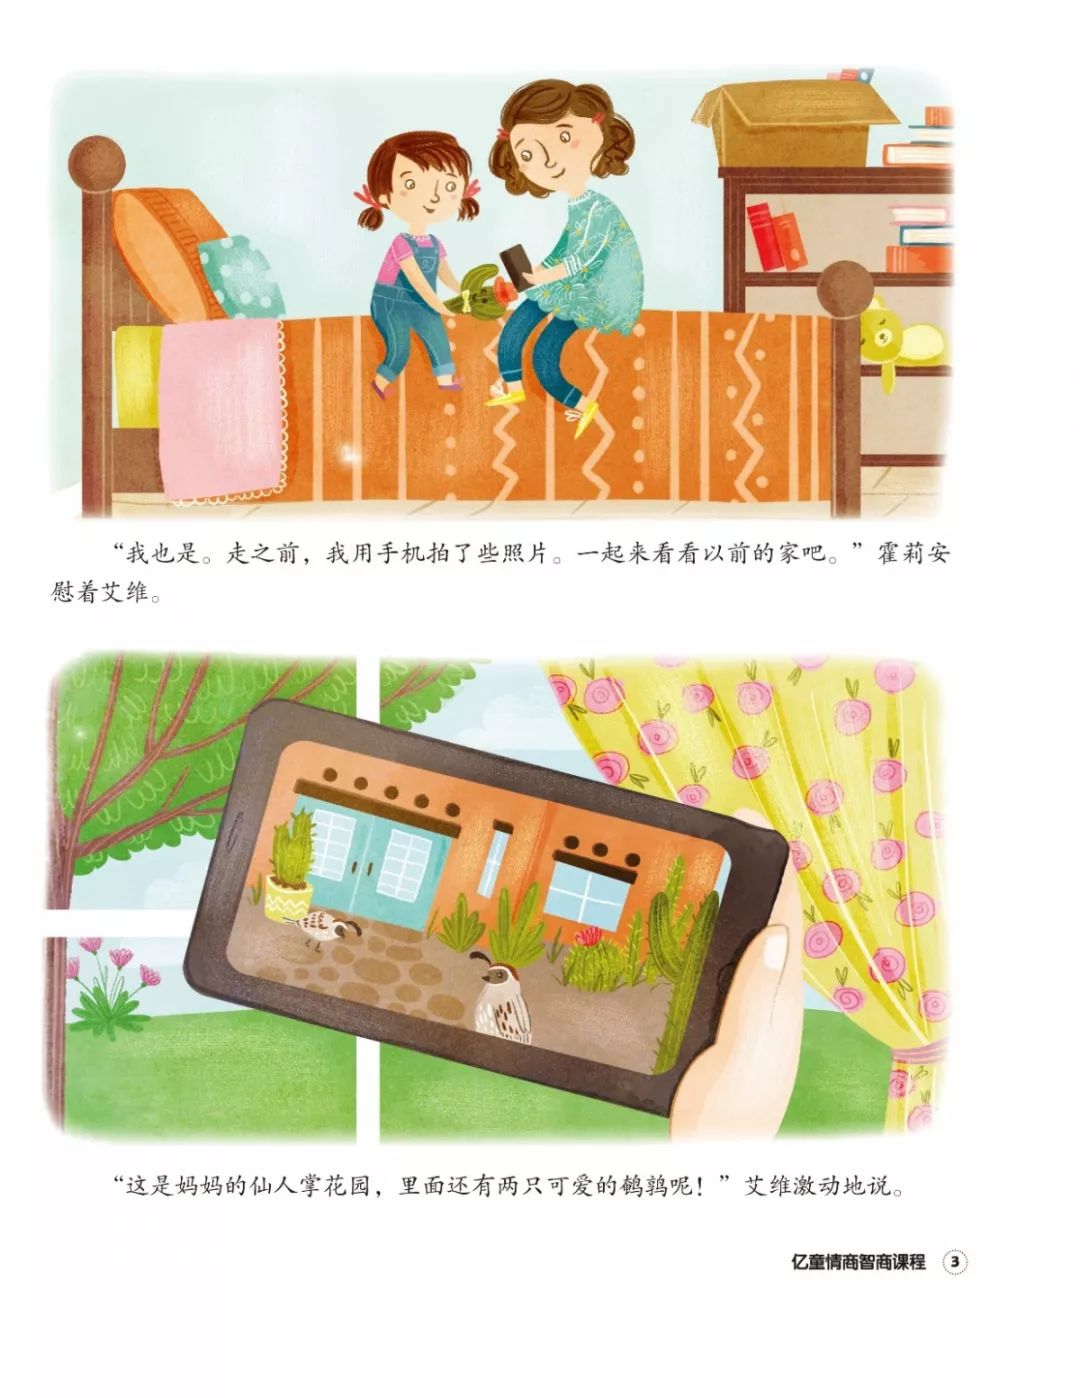 “我也是。走之前，我用手机拍了些照片。一起来看看以前的家吧。”霍莉安
慰着艾维。
“这是妈妈的仙人掌花园，里面还有两只可爱的鹌鹑呢！”艾维激动地说。
亿童情商智商课程 3